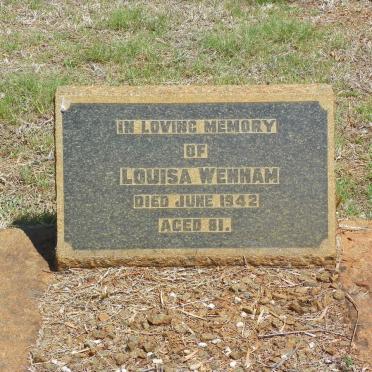 IN LOVING MEMORY
OF
LOUISA WENHAM
DIED JUNE 1942
AGED 81.